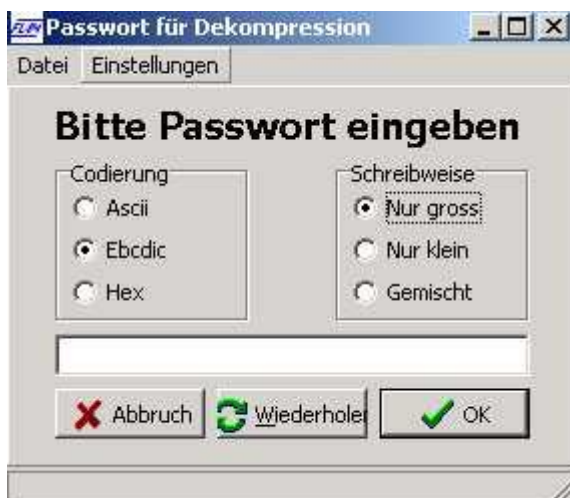 FLAM Passwort für Dekompression
Datei Einstellungen
Bitte Passwort eingeben
Codierung
Ascii
Ebcdic
Hex
Schreibweise
Nur gross
Nur klein
Gemischt
Abbruch Wiederholen OK